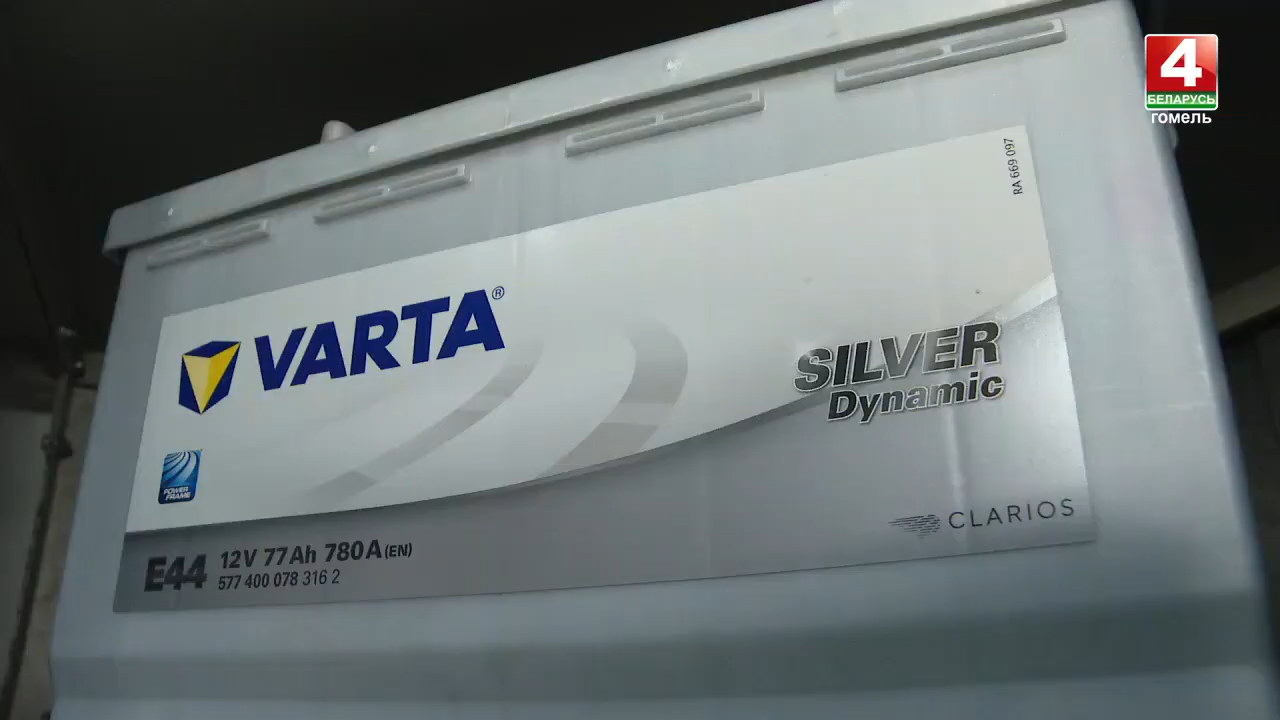 4
БЕЛАРУСЬ
гомель
RA 669 097
VARTA®
SILVER
Dynamic
POWER
FRAME
CLARIOS
E44 12V 77Ah 780A (EN)
577 400 078 316 2